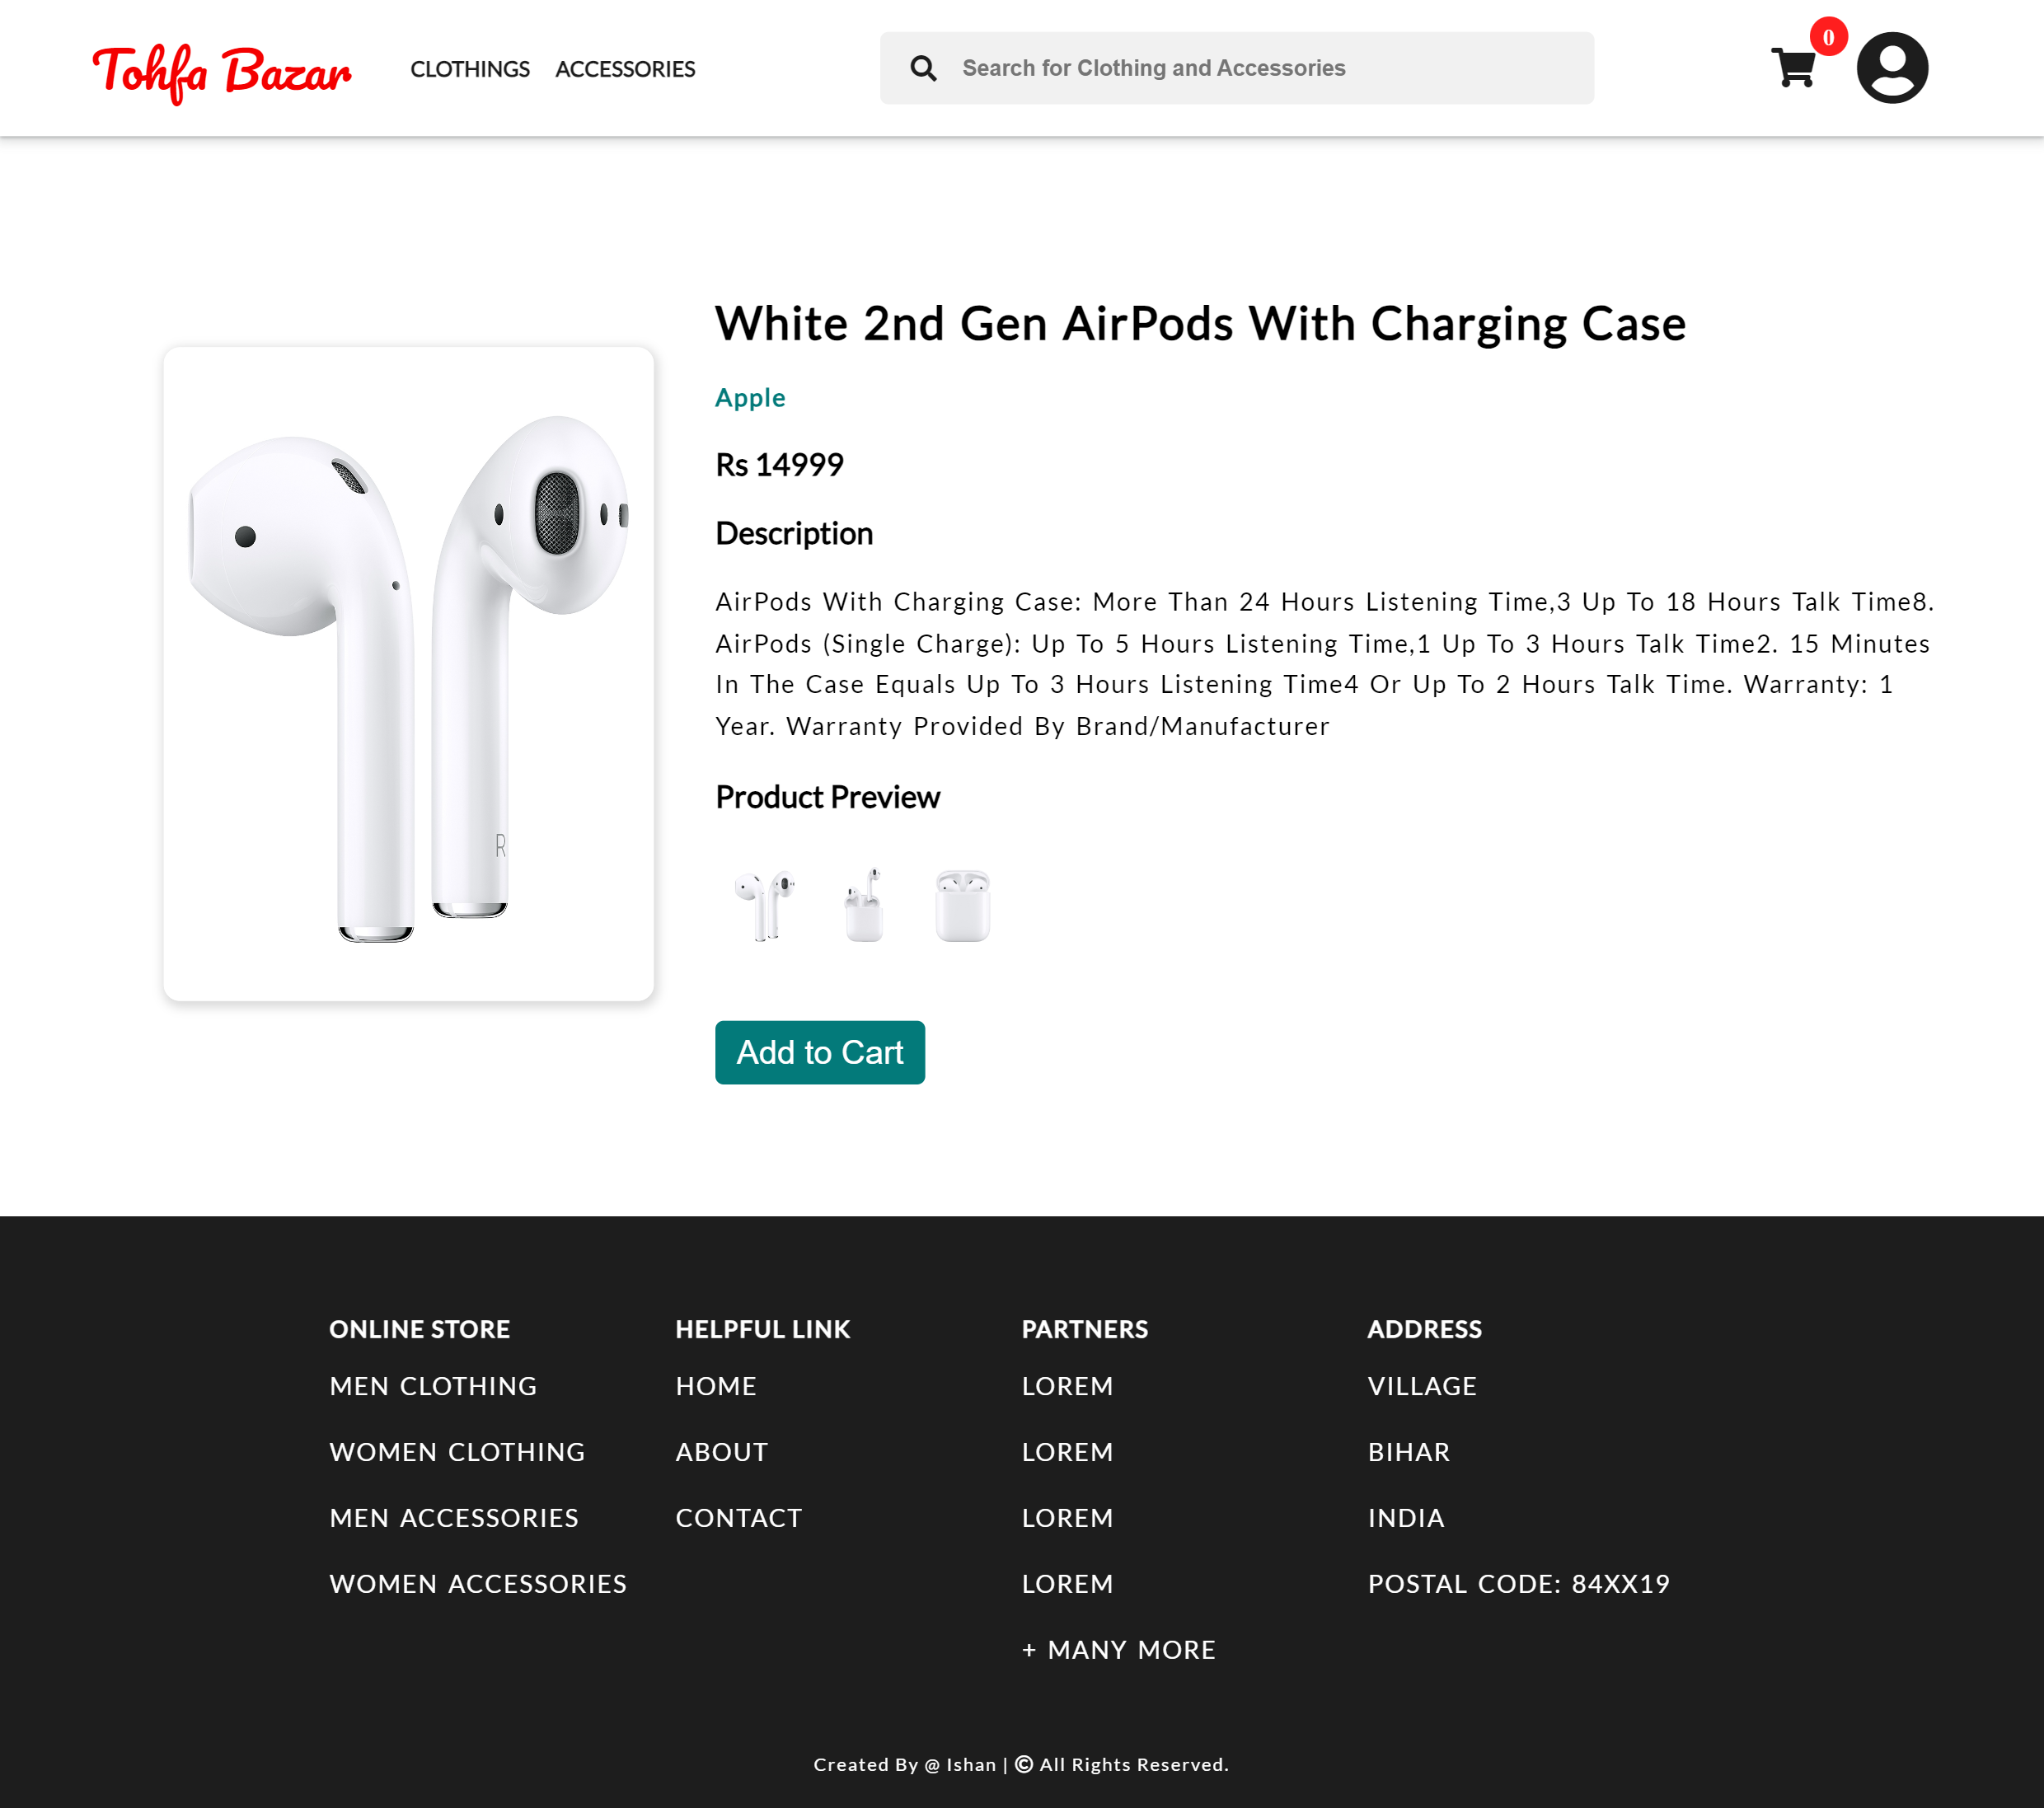 Tohfa Bazar
CLOTHINGS
ACCESSORIES
Search for Clothing and Accessories
0
White 2nd Gen AirPods With Charging Case
Apple
Rs 14999
Description
AirPods With Charging Case: More Than 24 Hours Listening Time,3 Up To 18 Hours Talk Time8.
AirPods (Single Charge): Up To 5 Hours Listening Time,1 Up To 3 Hours Talk Time2. 15 Minutes
In The Case Equals Up To 3 Hours Listening Time4 Or Up To 2 Hours Talk Time. Warranty: 1
Year. Warranty Provided By Brand/Manufacturer
R
Product Preview
Add to Cart
ONLINE STORE
MEN CLOTHING
WOMEN CLOTHING
MEN ACCESSORIES
WOMEN ACCESSORIES
HELPFUL LINK
HOME
ABOUT
CONTACT
PARTNERS
LOREM
LOREM
LOREM
LOREM
+ MANY MORE
ADDRESS
VILLAGE
BIHAR
INDIA
POSTAL CODE: 84XX19
Created By @ Ishan | © All Rights Reserved.